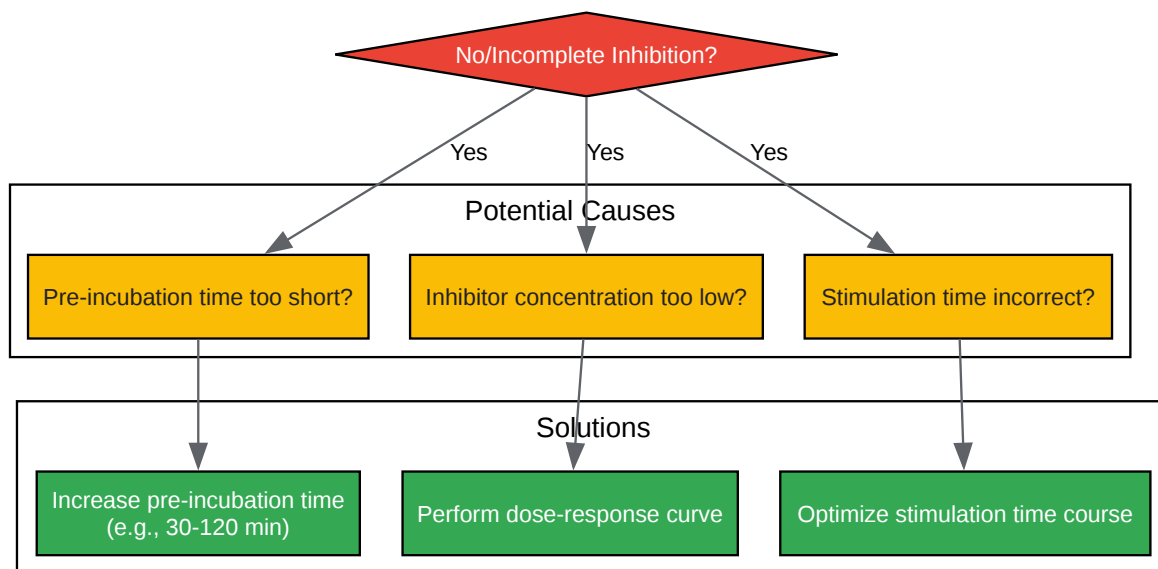 No/Incomplete Inhibition?
Yes
Yes
Yes
Potential Causes
Pre-incubation time too short?
Inhibitor concentration too low?
Stimulation time incorrect?
Solutions
Increase pre-incubation time
(e.g., 30-120 min)
Perform dose-response curve
Optimize stimulation time course